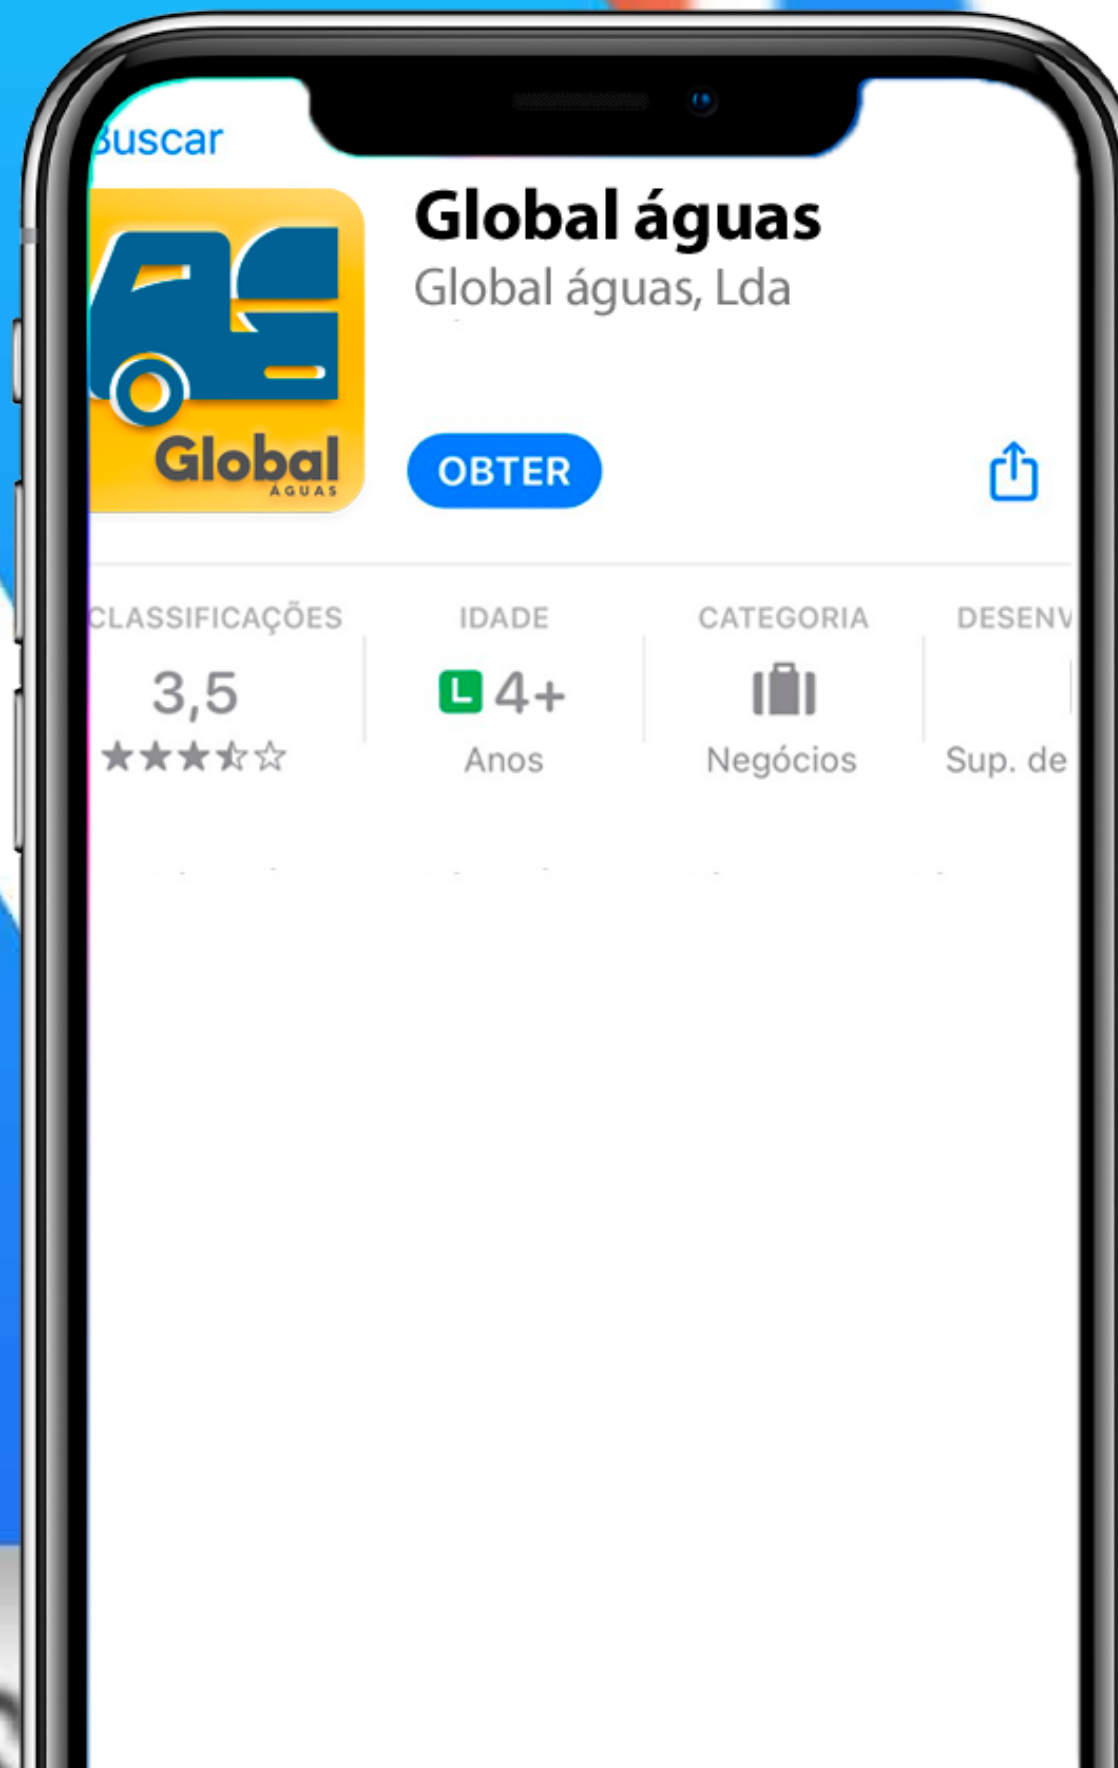 Buscar
Global águas
Global águas, Lda
Global
ÁGUAS
OBTER
CLASSIFICAÇÕES
IDADE
CATEGORIA
DESENV
3,5
L 4+
Anos
Negócios
Sup. de